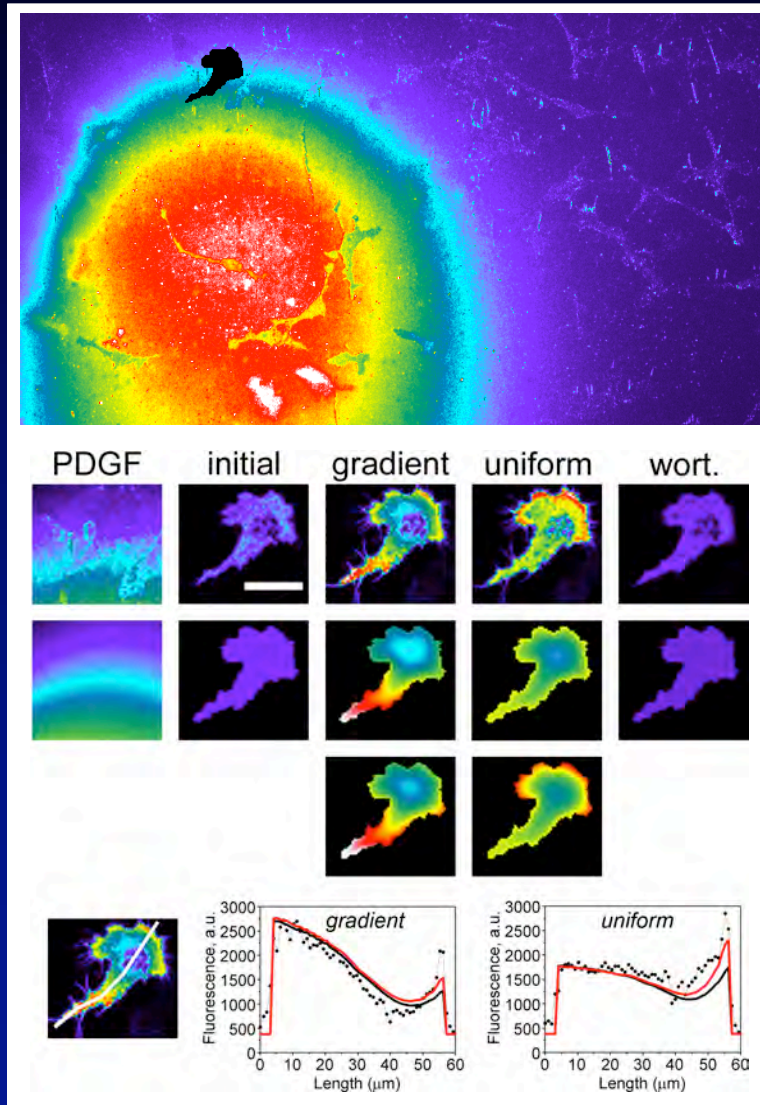 PDGF initial gradient uniform wort.
gradient
3000
2500
2000
1500
1000
500
0
Fluorescence, a.u.
0 10 20 30 40 50 60
Length (μm)
uniform
3000
2500
2000
1500
1000
500
0
Fluorescence, a.u.
0 10 20 30 40 50 60
Length (μm)